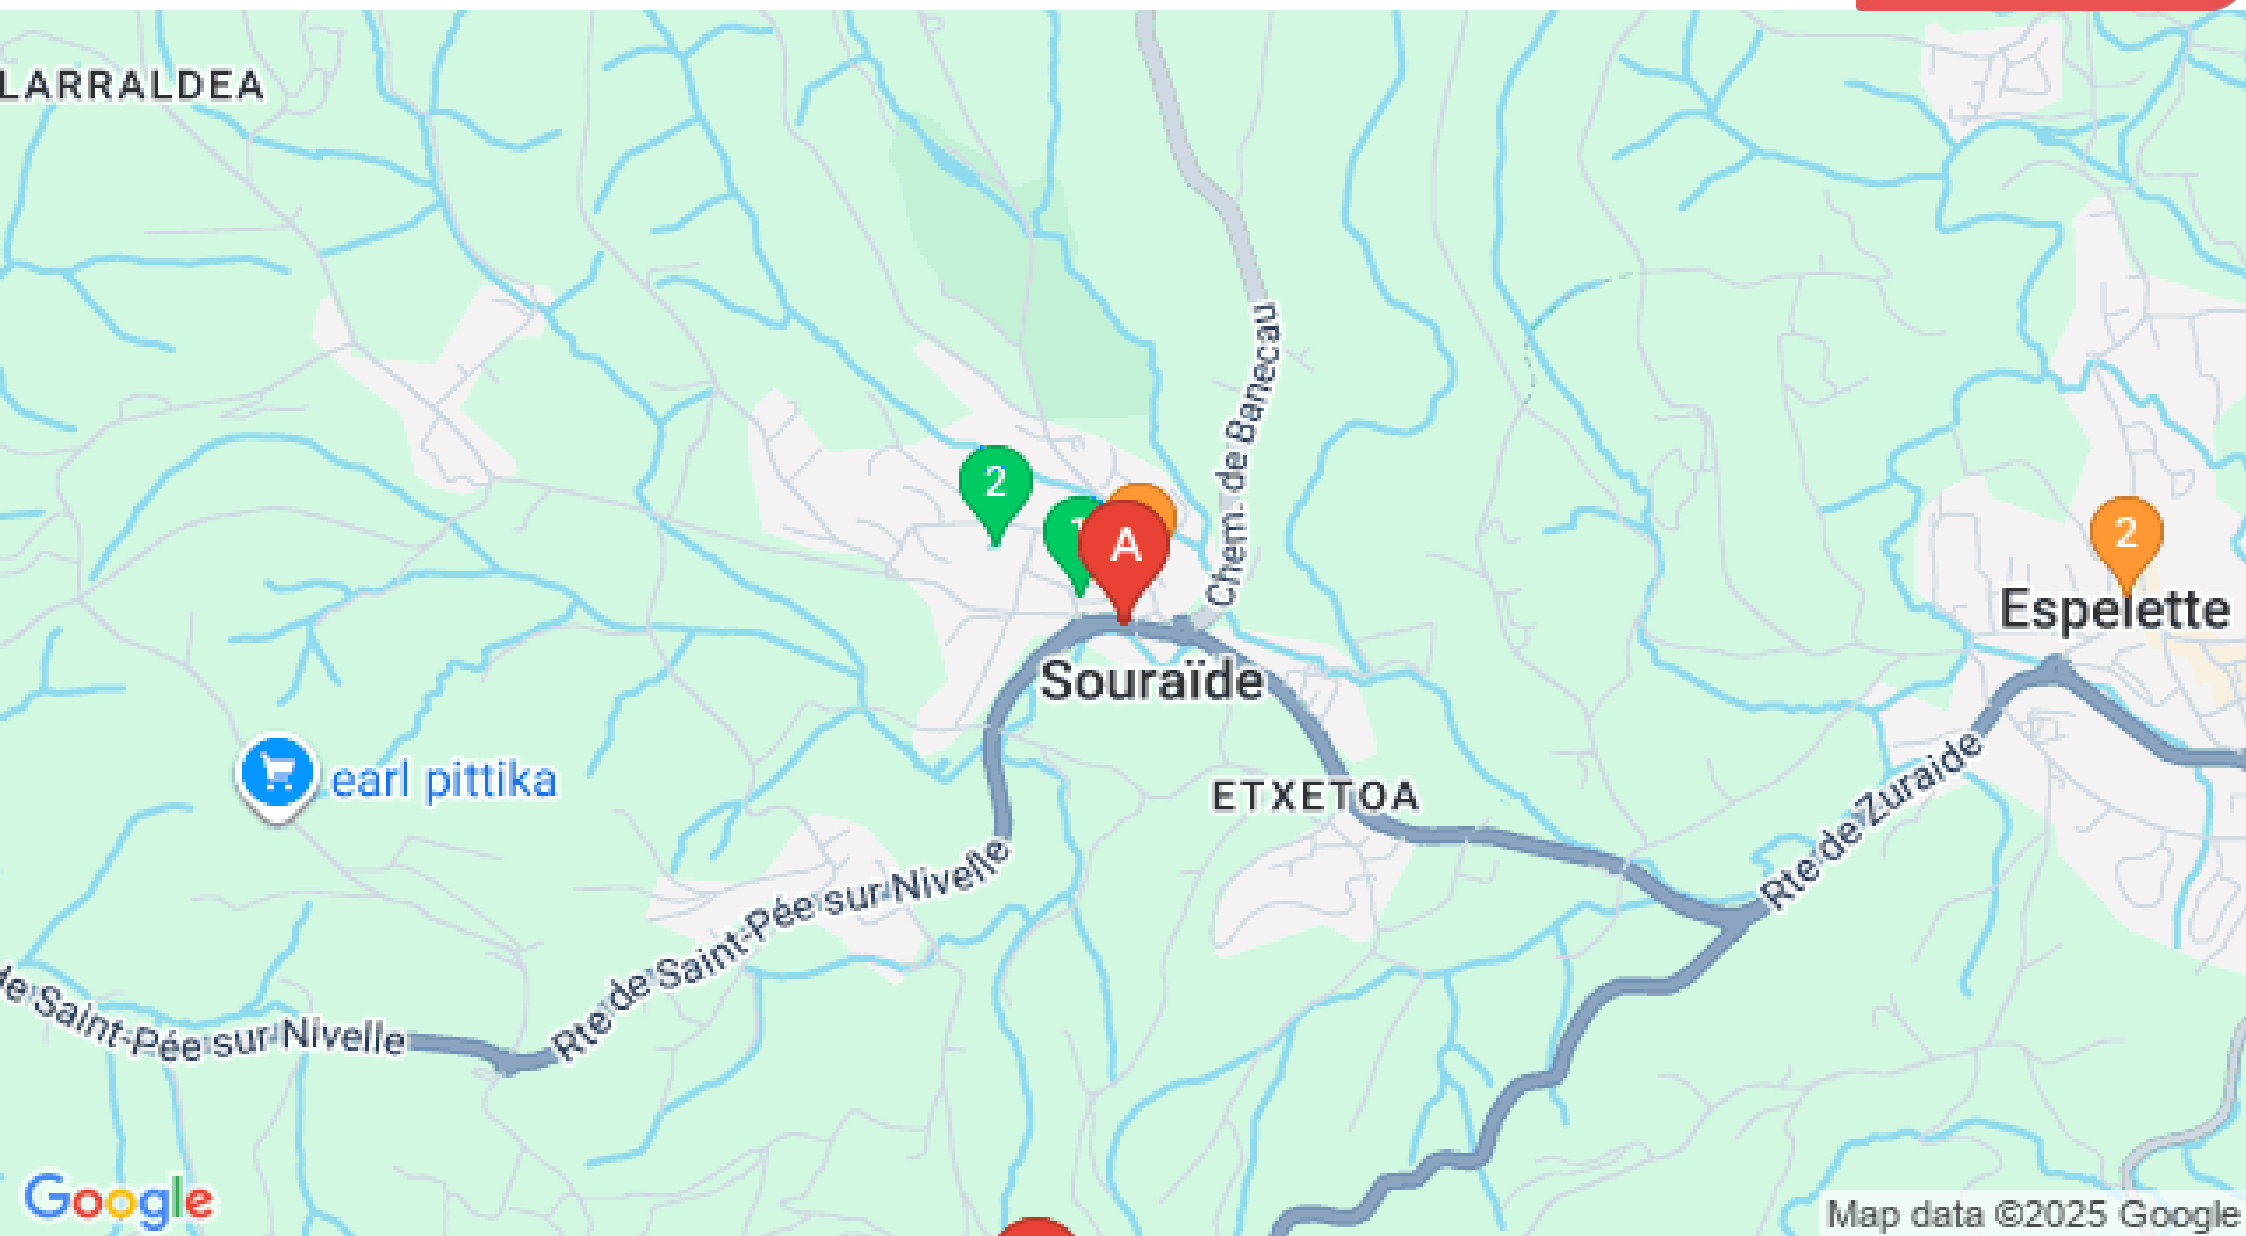 LARRALDEA
Chem. de Banecau
2
1
A
2
Espelette
Souraïde
earl pittika
ETXETOA
Rte de Zuraide
Rte de Saint-Pée sur Nivelle
de Saint-Pée sur Nivelle
Google
Map data ©2025 Google